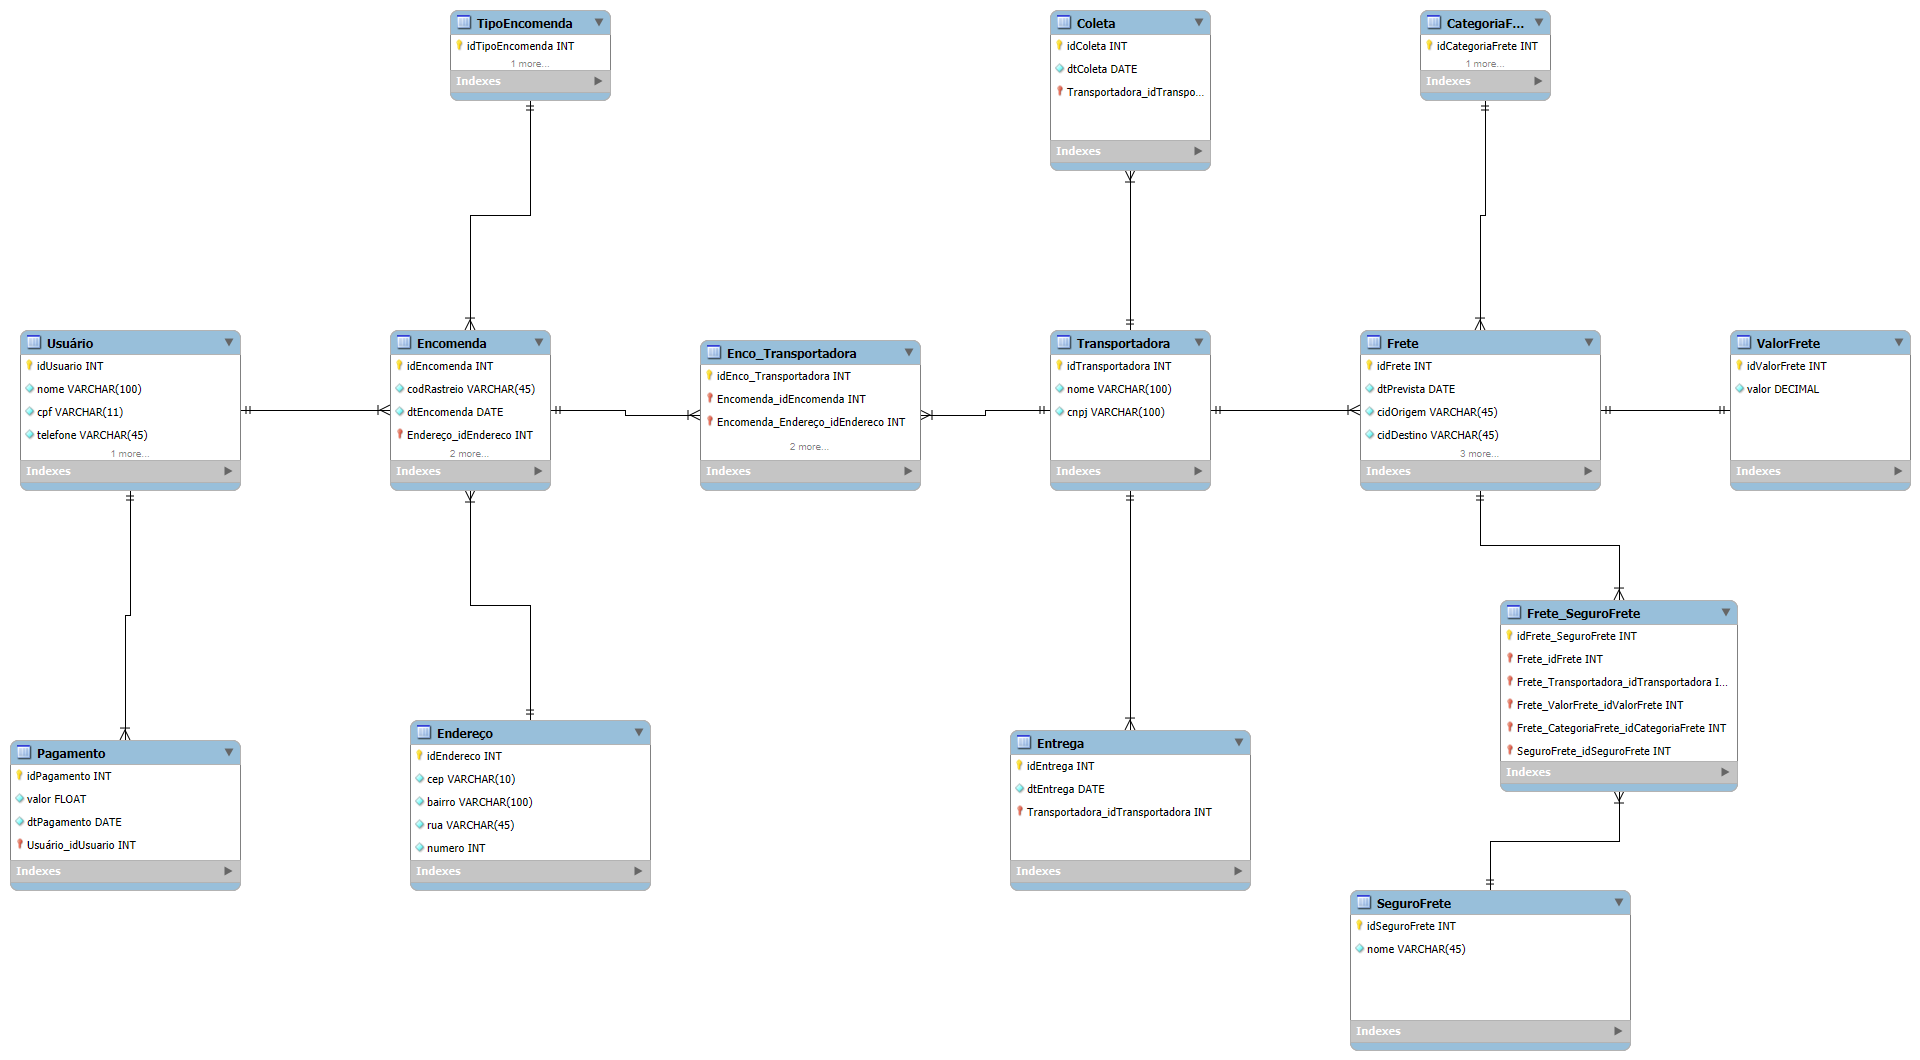 TipoEncomenda
idTipoEncomenda INT
1 more...
Indexes
Coleta
idColeta INT
dtColeta DATE
Transportadora_idTranspo...
Indexes
CategoriaF...
idCategoriaFrete INT
1 more...
Indexes
Usuário
idUsuario INT
nome VARCHAR(100)
cpf VARCHAR(11)
telefone VARCHAR(45)
1 more...
Indexes
Encomenda
idEncomenda INT
codRastreio VARCHAR(45)
dtEncomenda DATE
Endereço_idEndereco INT
2 more...
Indexes
Enco_Transportadora
idEnco_Transportadora INT
Encomenda_idEncomenda INT
Encomenda_Endereço_idEndereco INT
2 more...
Indexes
Transportadora
idTransportadora INT
nome VARCHAR(100)
cnpj VARCHAR(100)
Indexes
Frete
idFrete INT
dtPrevista DATE
cidOrigem VARCHAR(45)
cidDestino VARCHAR(45)
3 more...
Indexes
ValorFrete
idValorFrete INT
valor DECIMAL
Indexes
Frete_SeguroFrete
idFrete_SeguroFrete INT
Frete_idFrete INT
Frete_Transportadora_idTransportadora I...
Frete_ValorFrete_idValorFrete INT
Frete_CategoriaFrete_idCategoriaFrete INT
SeguroFrete_idSeguroFrete INT
Indexes
Pagamento
idPagamento INT
valor FLOAT
dtPagamento DATE
Usuário_idUsuario INT
Indexes
Endereço
idEndereco INT
cep VARCHAR(10)
bairro VARCHAR(100)
rua VARCHAR(45)
numero INT
Indexes
Entrega
idEntrega INT
dtEntrega DATE
Transportadora_idTransportadora INT
Indexes
SeguroFrete
idSeguroFrete INT
nome VARCHAR(45)
Indexes